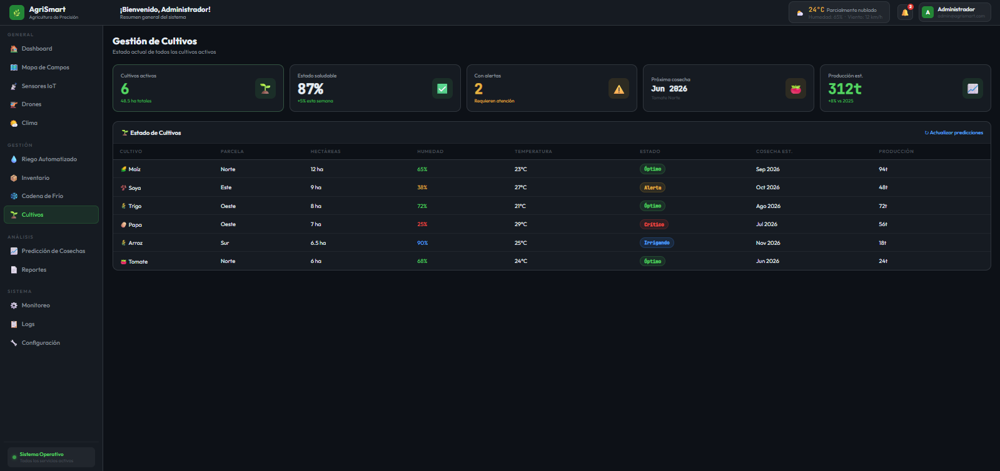 AgriSmart
Agricultura de Precisión
¡Bienvenido, Administrador!
Resumen general del sistema
24°C Parcialmente nublado
Humedad: 65% · Viento: 12 km/h
2
A
Administrador
admin@agrismart.com
GENERAL
Dashboard
Mapa de Campos
Sensores IoT
Drones
Clima
GESTIÓN
Riego Automatizado
Inventario
Cadena de Frío
Cultivos
ANÁLISIS
Predicción de Cosechas
Reportes
SISTEMA
Monitoreo
Logs
Configuración
Sistema Operativo
Todos los servicios activos
Gestión de Cultivos
Estado actual de todos los cultivos activos
Cultivos activos
6
48.5 ha totales
Estado saludable
87%
+5% esta semana
Con alertas
2
Requieren atención
Próxima cosecha
Jun 2026
Tomate Norte
Producción est.
312t
+8% vs 2025
Estado de Cultivos
↻ Actualizar predicciones
CULTIVO PARCELA HECTÁREAS HUMEDAD TEMPERATURA ESTADO COSECHA EST. PRODUCCIÓN
Maíz Norte 12 ha 65% 23°C Óptimo Sep 2026 94t
Soya Este 9 ha 38% 27°C Alerta Oct 2026 48t
Trigo Oeste 8 ha 72% 21°C Óptimo Ago 2026 72t
Papa Oeste 7 ha 25% 29°C Crítico Jul 2026 56t
Arroz Sur 6.5 ha 90% 25°C Irrigando Nov 2026 18t
Tomate Norte 6 ha 68% 24°C Óptimo Jun 2026 24t